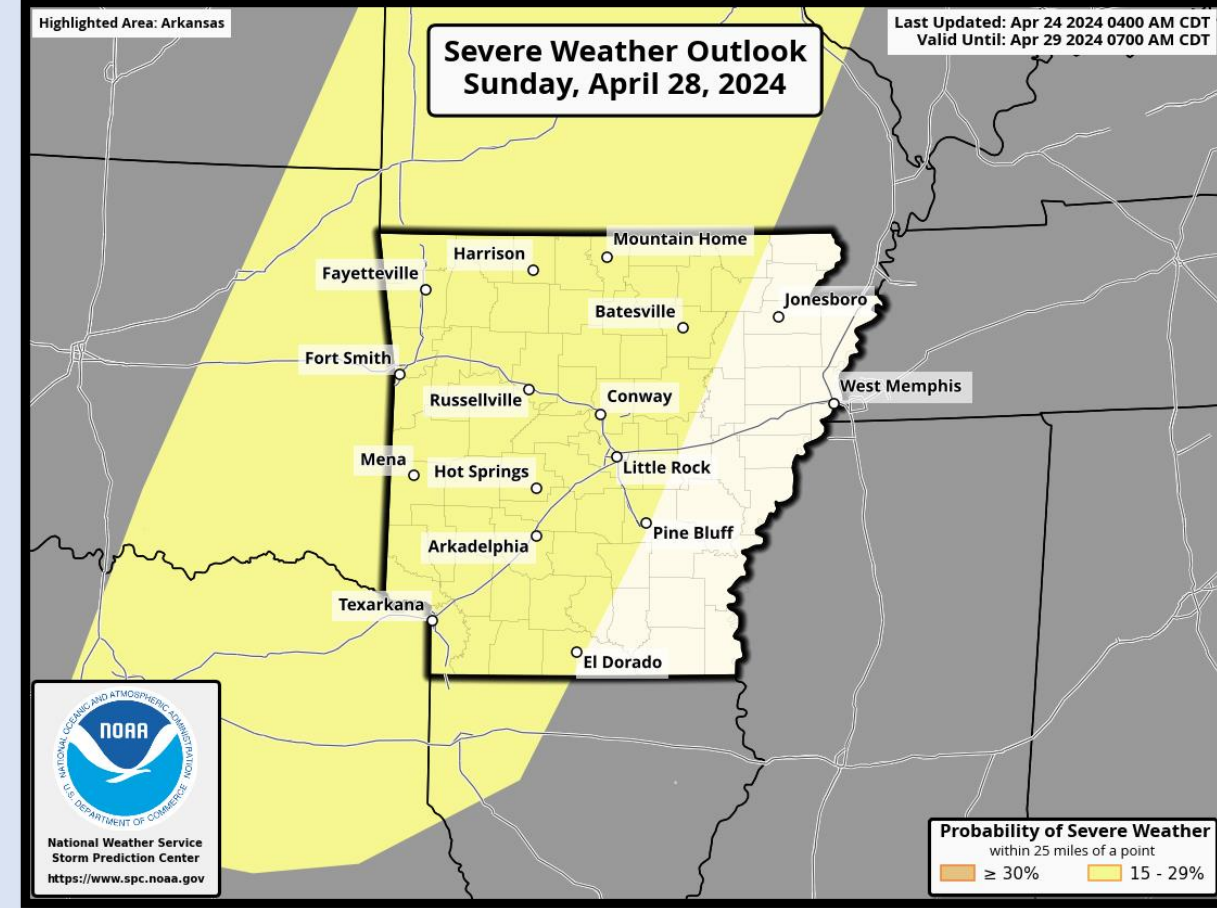 Highlighted Area: Arkansas
Severe Weather Outlook
Sunday, April 28, 2024
Last Updated: Apr 24 2024 0400 AM CDT
Valid Until: Apr 29 2024 0700 AM CDT
Mountain Home
Harrison
Fayetteville
Jonesboro
Batesville
Fort Smith
West Memphis
Russellville
Conway
Mena
Hot Springs
Little Rock
Pine Bluff
Arkadelphia
Texarkana
El Dorado
NATIONAL OCEANIC AND ATMOSPHERIC ADMINISTRATION
NOAA
U.S. DEPARTMENT OF COMMERCE
National Weather Service
Storm Prediction Center
https://www.spc.noaa.gov
Probability of Severe Weather
within 25 miles of a point
≥ 30%
15 - 29%